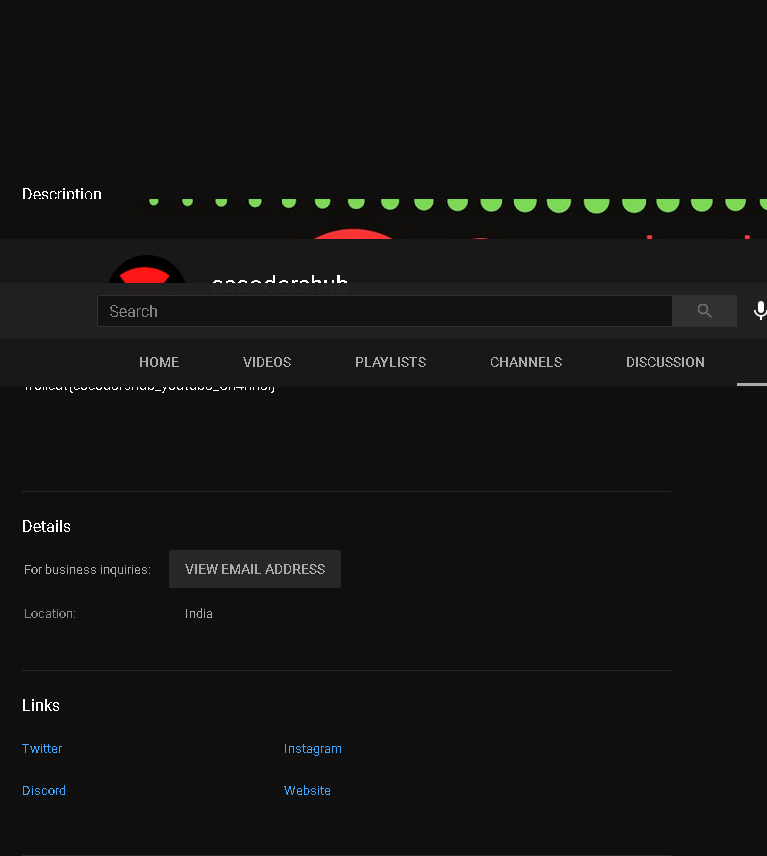 Description
Search
HOME VIDEOS PLAYLISTS CHANNELS DISCUSSION
Details
For business inquiries: VIEW EMAIL ADDRESS
Location: India
Links
Twitter Instagram
Discord Website